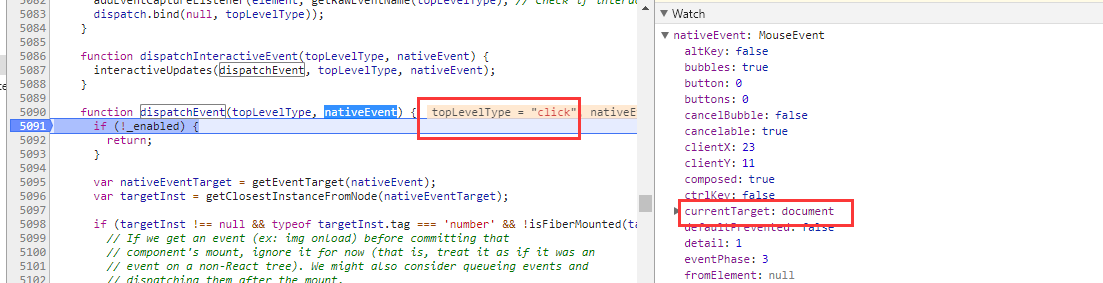 5082 addEventCaptureListener(element, getRawEventName(topLevelType), // Check if interac
5083 dispatch.bind(null, topLevelType));
5084 }
5085
5086 function dispatchInteractiveEvent(topLevelType, nativeEvent) {
5087 interactiveUpdates(dispatchEvent, topLevelType, nativeEvent);
5088 }
5089
5090 function dispatchEvent(topLevelType, nativeEvent) { topLevelType = "click", nativeE
5091 if (!_enabled) {
5092 return;
5093 }
5094
5095 var nativeEventTarget = getEventTarget(nativeEvent);
5096 var targetInst = getClosestInstanceFromNode(nativeEventTarget);
5097
5098 if (targetInst !== null && typeof targetInst.tag === 'number' && !isFiberMounted(ta
5099 // If we get an event (ex: img onload) before committing that
5100 // component's mount, ignore it for now (that is, treat it as if it was an
5101 // event on a non-React tree). We might also consider queueing events and
5102 // dispatching them after the mount.
te
Watch
nativeEvent: MouseEvent
altKey: false
bubbles: true
button: 0
buttons: 0
cancelBubble: false
cancelable: true
clientX: 23
clientY: 11
composed: true
ctrlKey: false
currentTarget: document
defaultPrevented: false
detail: 1
eventPhase: 3
fromElement: null